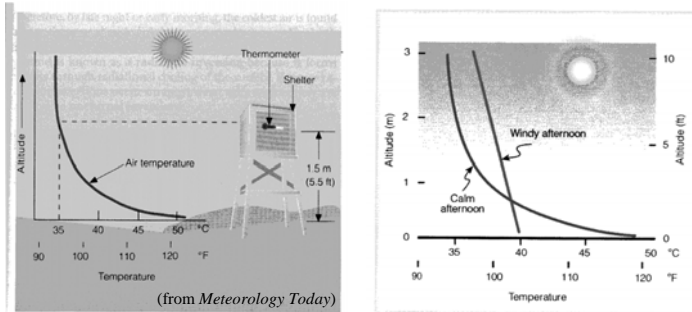 Thermometer
Shelter
Altitude
Air temperature
1.5 m
(5.5 ft)
35 40 45 50 °C
90 100 110 120 °F
Temperature
(from Meteorology Today)
3
2
1
0
Altitude (m)
10
5
0
Altitude (ft)
Windy afternoon
Calm
afternoon
35 40 45 50 °C
90 100 110 120 °F
Temperature